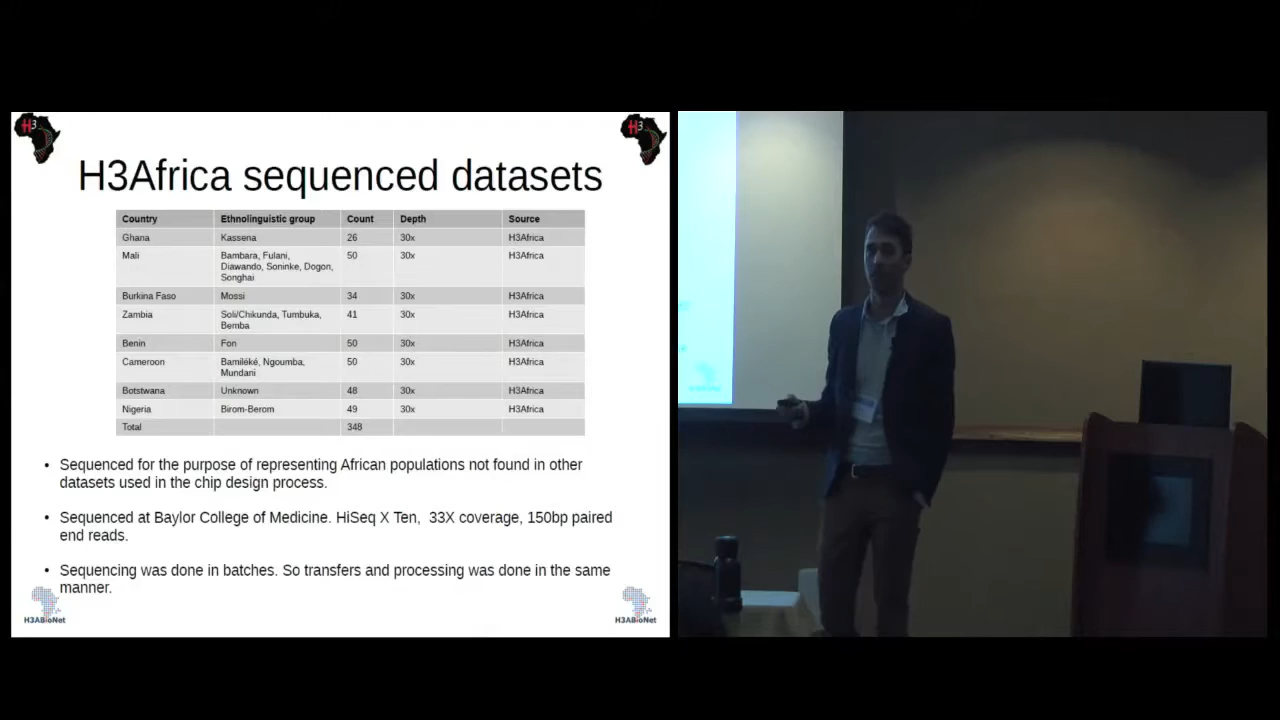 H3
H3
H3Africa sequenced datasets
Country Ethnolinguistic group Count Depth Source
Ghana Kassena 26 30x H3Africa
Mali Bambara, Fulani, 50 30x H3Africa
Diawando, Soninke, Dogon,
Songhai
Burkina Faso Mossi 34 30x H3Africa
Zambia Soli/Chikunda, Tumbuka, 41 30x H3Africa
Bemba
Benin Fon 50 30x H3Africa
Cameroon Bamiléké, Ngoumba, 50 30x H3Africa
Mundani
Botstwana Unknown 48 30x H3Africa
Nigeria Birom-Berom 49 30x H3Africa
Total 348
• Sequenced for the purpose of representing African populations not found in other
datasets used in the chip design process.
• Sequenced at Baylor College of Medicine. HiSeq X Ten, 33X coverage, 150bp paired
end reads.
• Sequencing was done in batches. So transfers and processing was done in the same
manner.
H3ABioNet
H3ABioNet